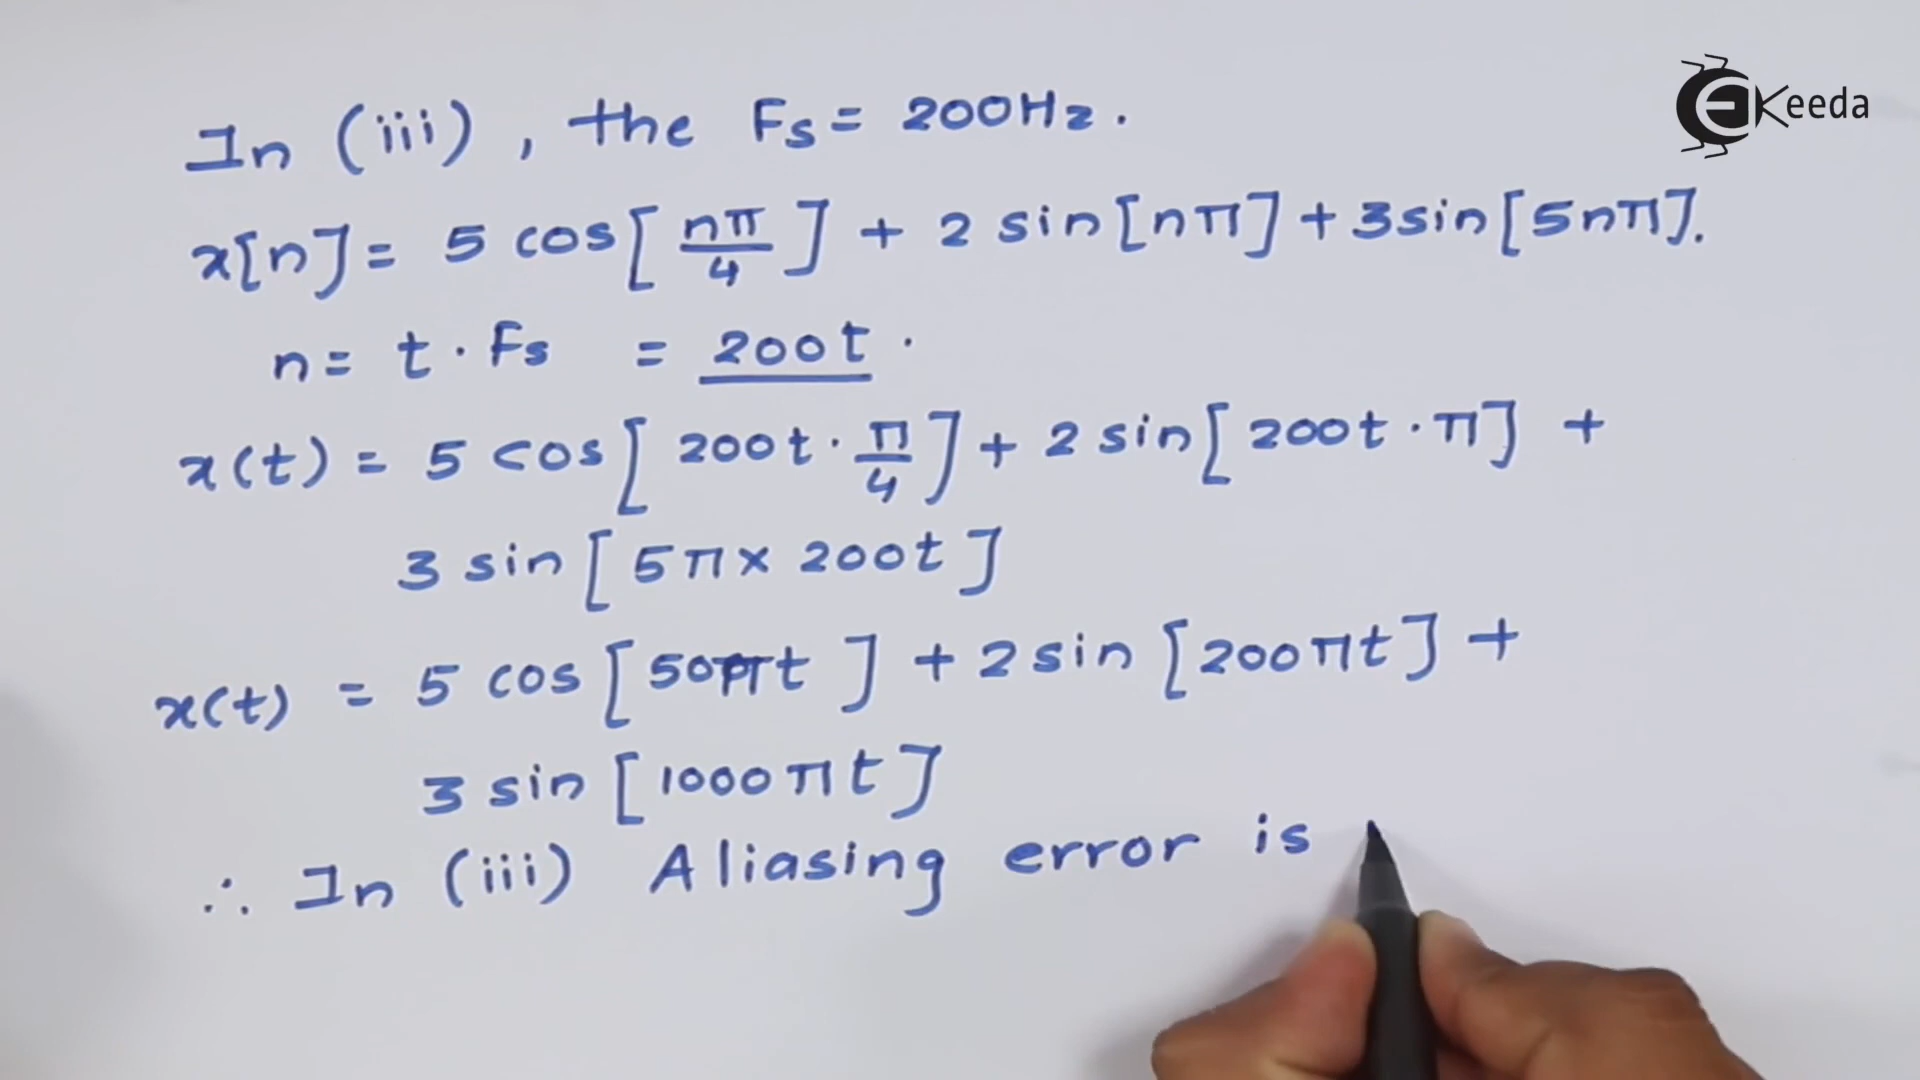 In (iii), the Fs = 200Hz.
x[n] = 5 cos[nπ/4] + 2 sin[nπ] + 3sin[5nπ].
n = t · Fs = 200t.
x(t) = 5 cos[200t · π/4] + 2 sin[200t · π] +
3 sin[5π × 200t]
x(t) = 5 cos[50πt] + 2 sin[200πt] +
3 sin[1000πt]
∴ In (iii) Aliasing error is
EKeeda